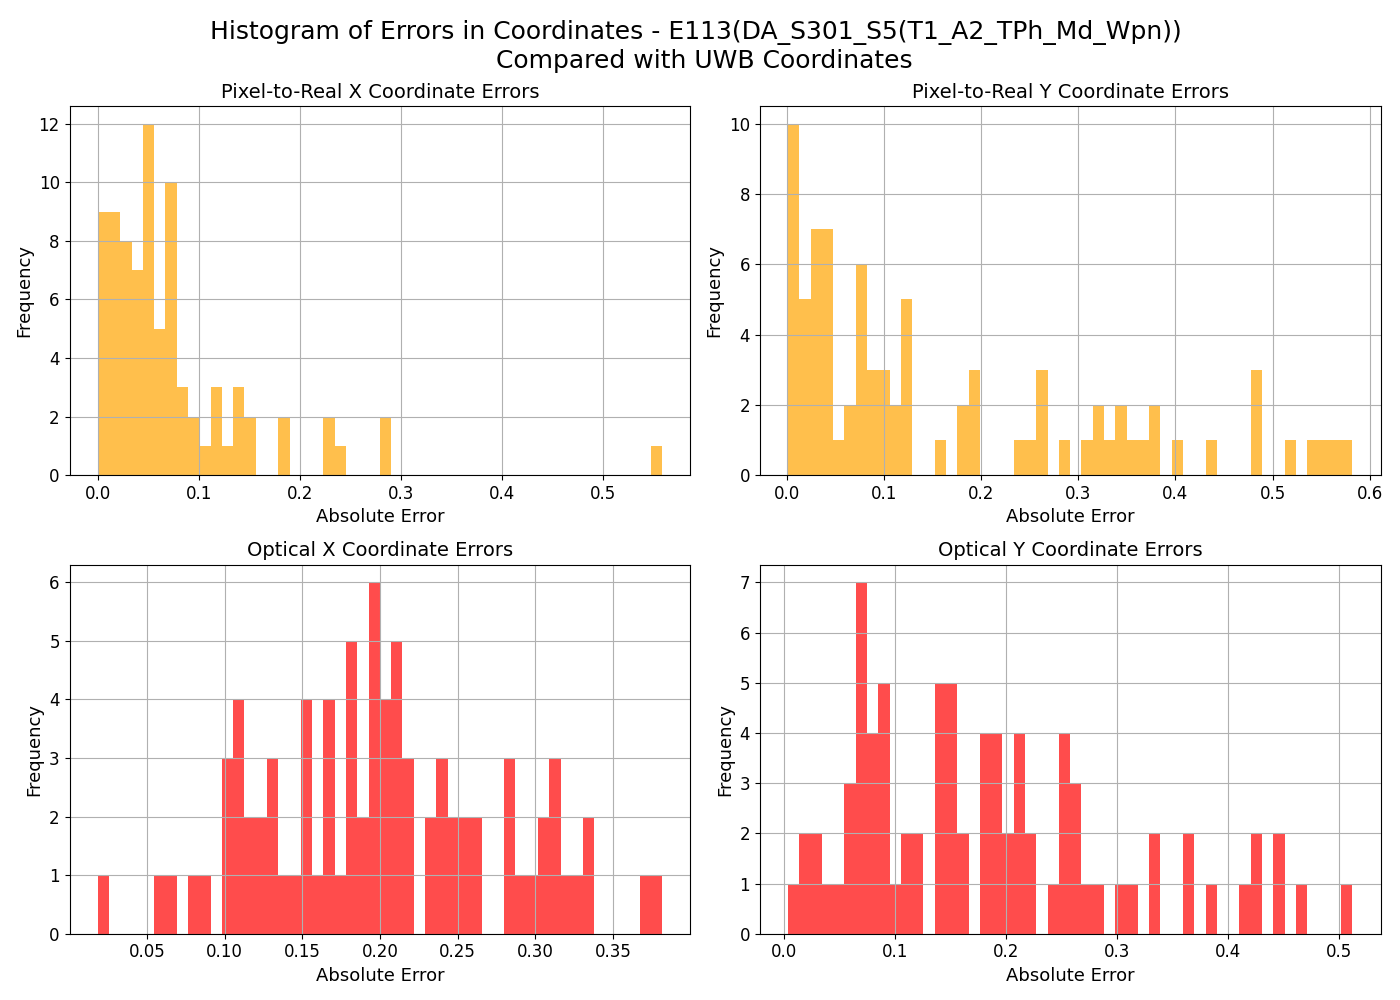 Histogram of Errors in Coordinates - E113(DA_S301_S5(T1_A2_TPh_Md_Wpn))
Compared with UWB Coordinates
Pixel-to-Real X Coordinate Errors
12
10
8
6
4
2
0
Frequency
0.0 0.1 0.2 0.3 0.4 0.5
Absolute Error
Pixel-to-Real Y Coordinate Errors
10
8
6
4
2
0
Frequency
0.0 0.1 0.2 0.3 0.4 0.5 0.6
Absolute Error
Optical X Coordinate Errors
6
5
4
3
2
1
0
Frequency
0.05 0.10 0.15 0.20 0.25 0.30 0.35
Absolute Error
Optical Y Coordinate Errors
7
6
5
4
3
2
1
0
Frequency
0.0 0.1 0.2 0.3 0.4 0.5
Absolute Error